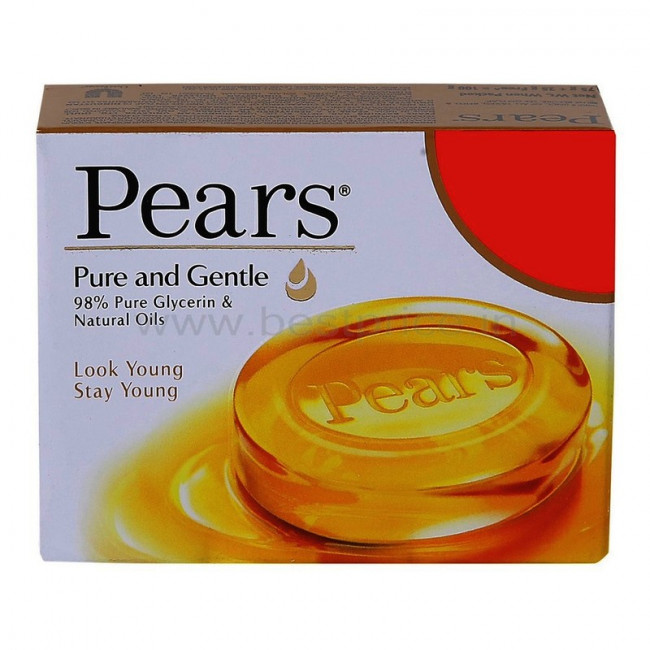 Pears®
Pure and Gentle
98% Pure Glycerin &
Natural Oils
Look Young
Stay Young
Pears
Pears